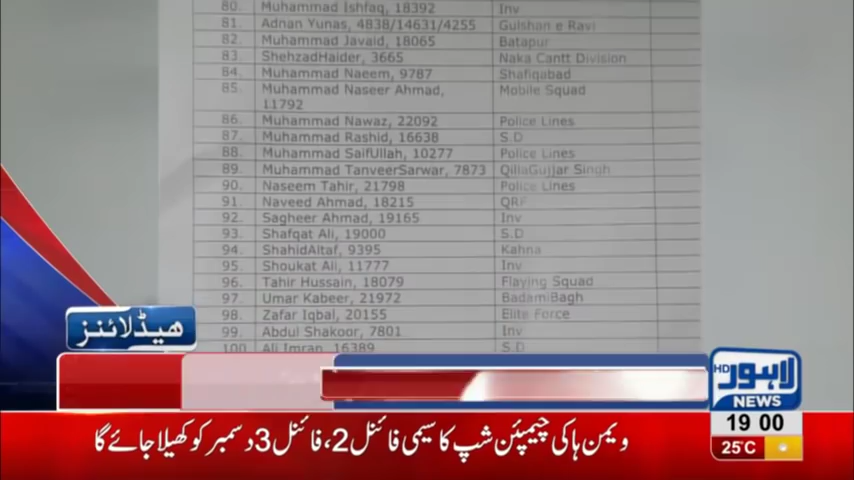 80. Muhammad Ishfaq, 18392 Inv
81. Adnan Yunas, 4838/14631/4255 Gulshan e Ravi
82. Muhammad Javaid, 18065 Batapur
83. ShehzadHaider, 3665 Naka Cantt Division
84. Muhammad Naeem, 9787 Shafiqabad
85. Muhammad Naseer Ahmad, Mobile Squad
11792
86. Muhammad Nawaz, 22092 Police Lines
87. Muhammad Rashid, 16638 S.D
88. Muhammad SaifUllah, 10277 Police Lines
89. Muhammad TanveerSarwar, 7873 QillaGujjar Singh
90. Naseem Tahir, 21798 Police Lines
91. Naveed Ahmad, 18215 QRF
92. Sagheer Ahmad, 19165 Inv
93. Shafqat Ali, 19000 S.D
94. ShahidAltaf, 9395 Kahna
95. Shoukat Ali, 11777 Inv
96. Tahir Hussain, 18079 Flaying Squad
97. Umar Kabeer, 21972 BadamiBagh
98. Zafar Iqbal, 20155 Elite Force
99. Abdul Shakoor, 7801 Inv
100. Ali Imran, 16389 S.D
ہیڈلائنز
HD لاہور
NEWS
19 00
25°C
ویمن ہاکی چیمپئن شپ کا سیمی فائنل 2، فائنل 3 دسمبر کو کھیلا جائے گا